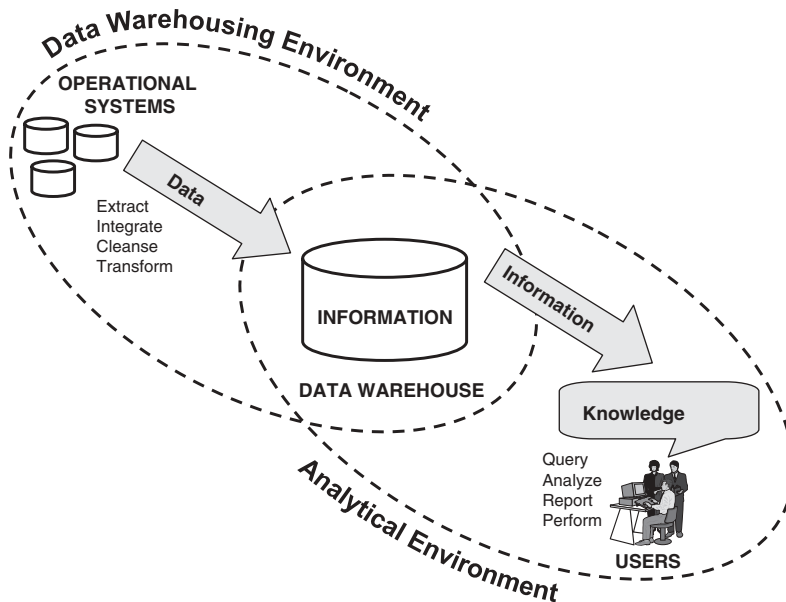 Data Warehousing Environment
OPERATIONAL
SYSTEMS
Data
Extract
Integrate
Cleanse
Transform
INFORMATION
DATA WAREHOUSE
Information
Knowledge
Query
Analyze
Report
Perform
USERS
Analytical Environment